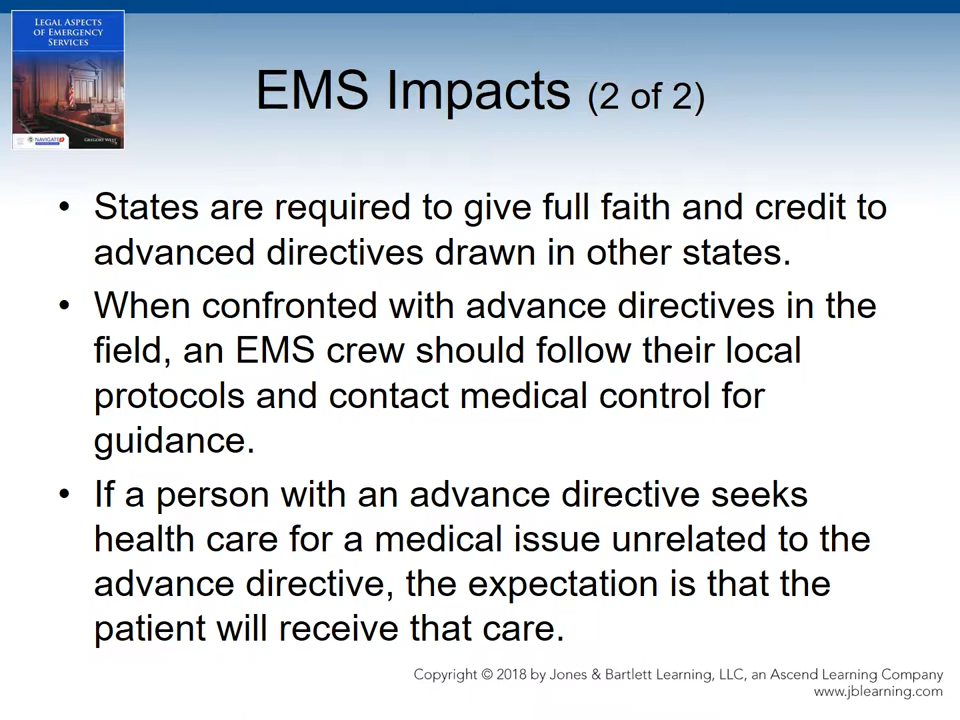 LEGAL ASPECTS
OF EMERGENCY
SERVICES
NAVIGATE
GREGORY WEST
EMS Impacts (2 of 2)
• States are required to give full faith and credit to
advanced directives drawn in other states.
• When confronted with advance directives in the
field, an EMS crew should follow their local
protocols and contact medical control for
guidance.
• If a person with an advance directive seeks
health care for a medical issue unrelated to the
advance directive, the expectation is that the
patient will receive that care.
Copyright © 2018 by Jones & Bartlett Learning, LLC, an Ascend Learning Company
www.jblearning.com